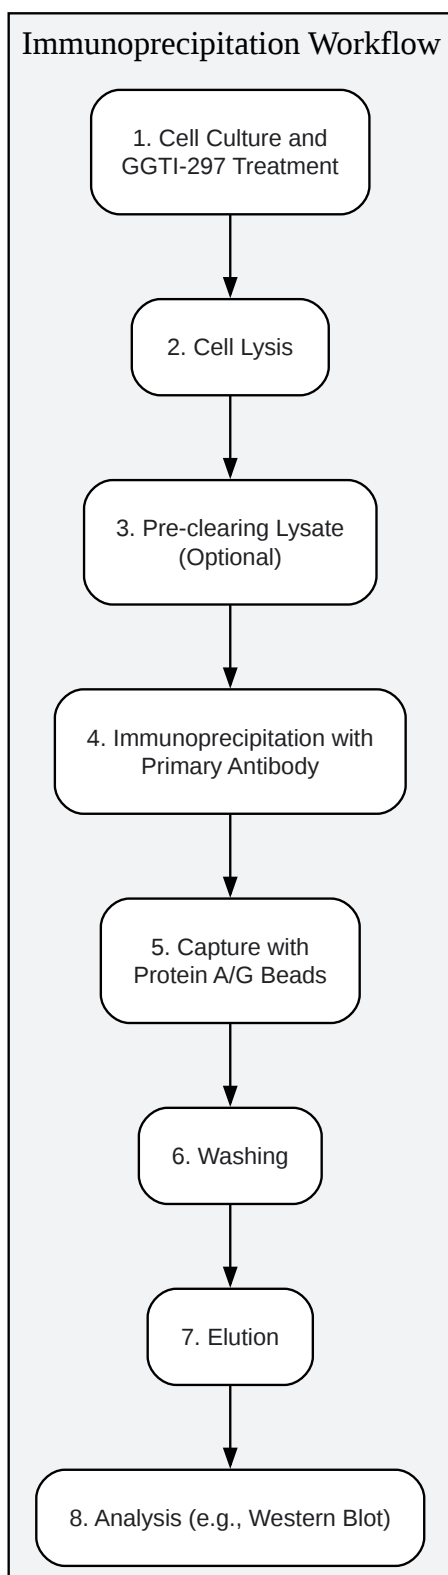 Immunoprecipitation Workflow
1. Cell Culture and
GGTI-297 Treatment
2. Cell Lysis
3. Pre-clearing Lysate
(Optional)
4. Immunoprecipitation with
Primary Antibody
5. Capture with
Protein A/G Beads
6. Washing
7. Elution
8. Analysis (e.g., Western Blot)